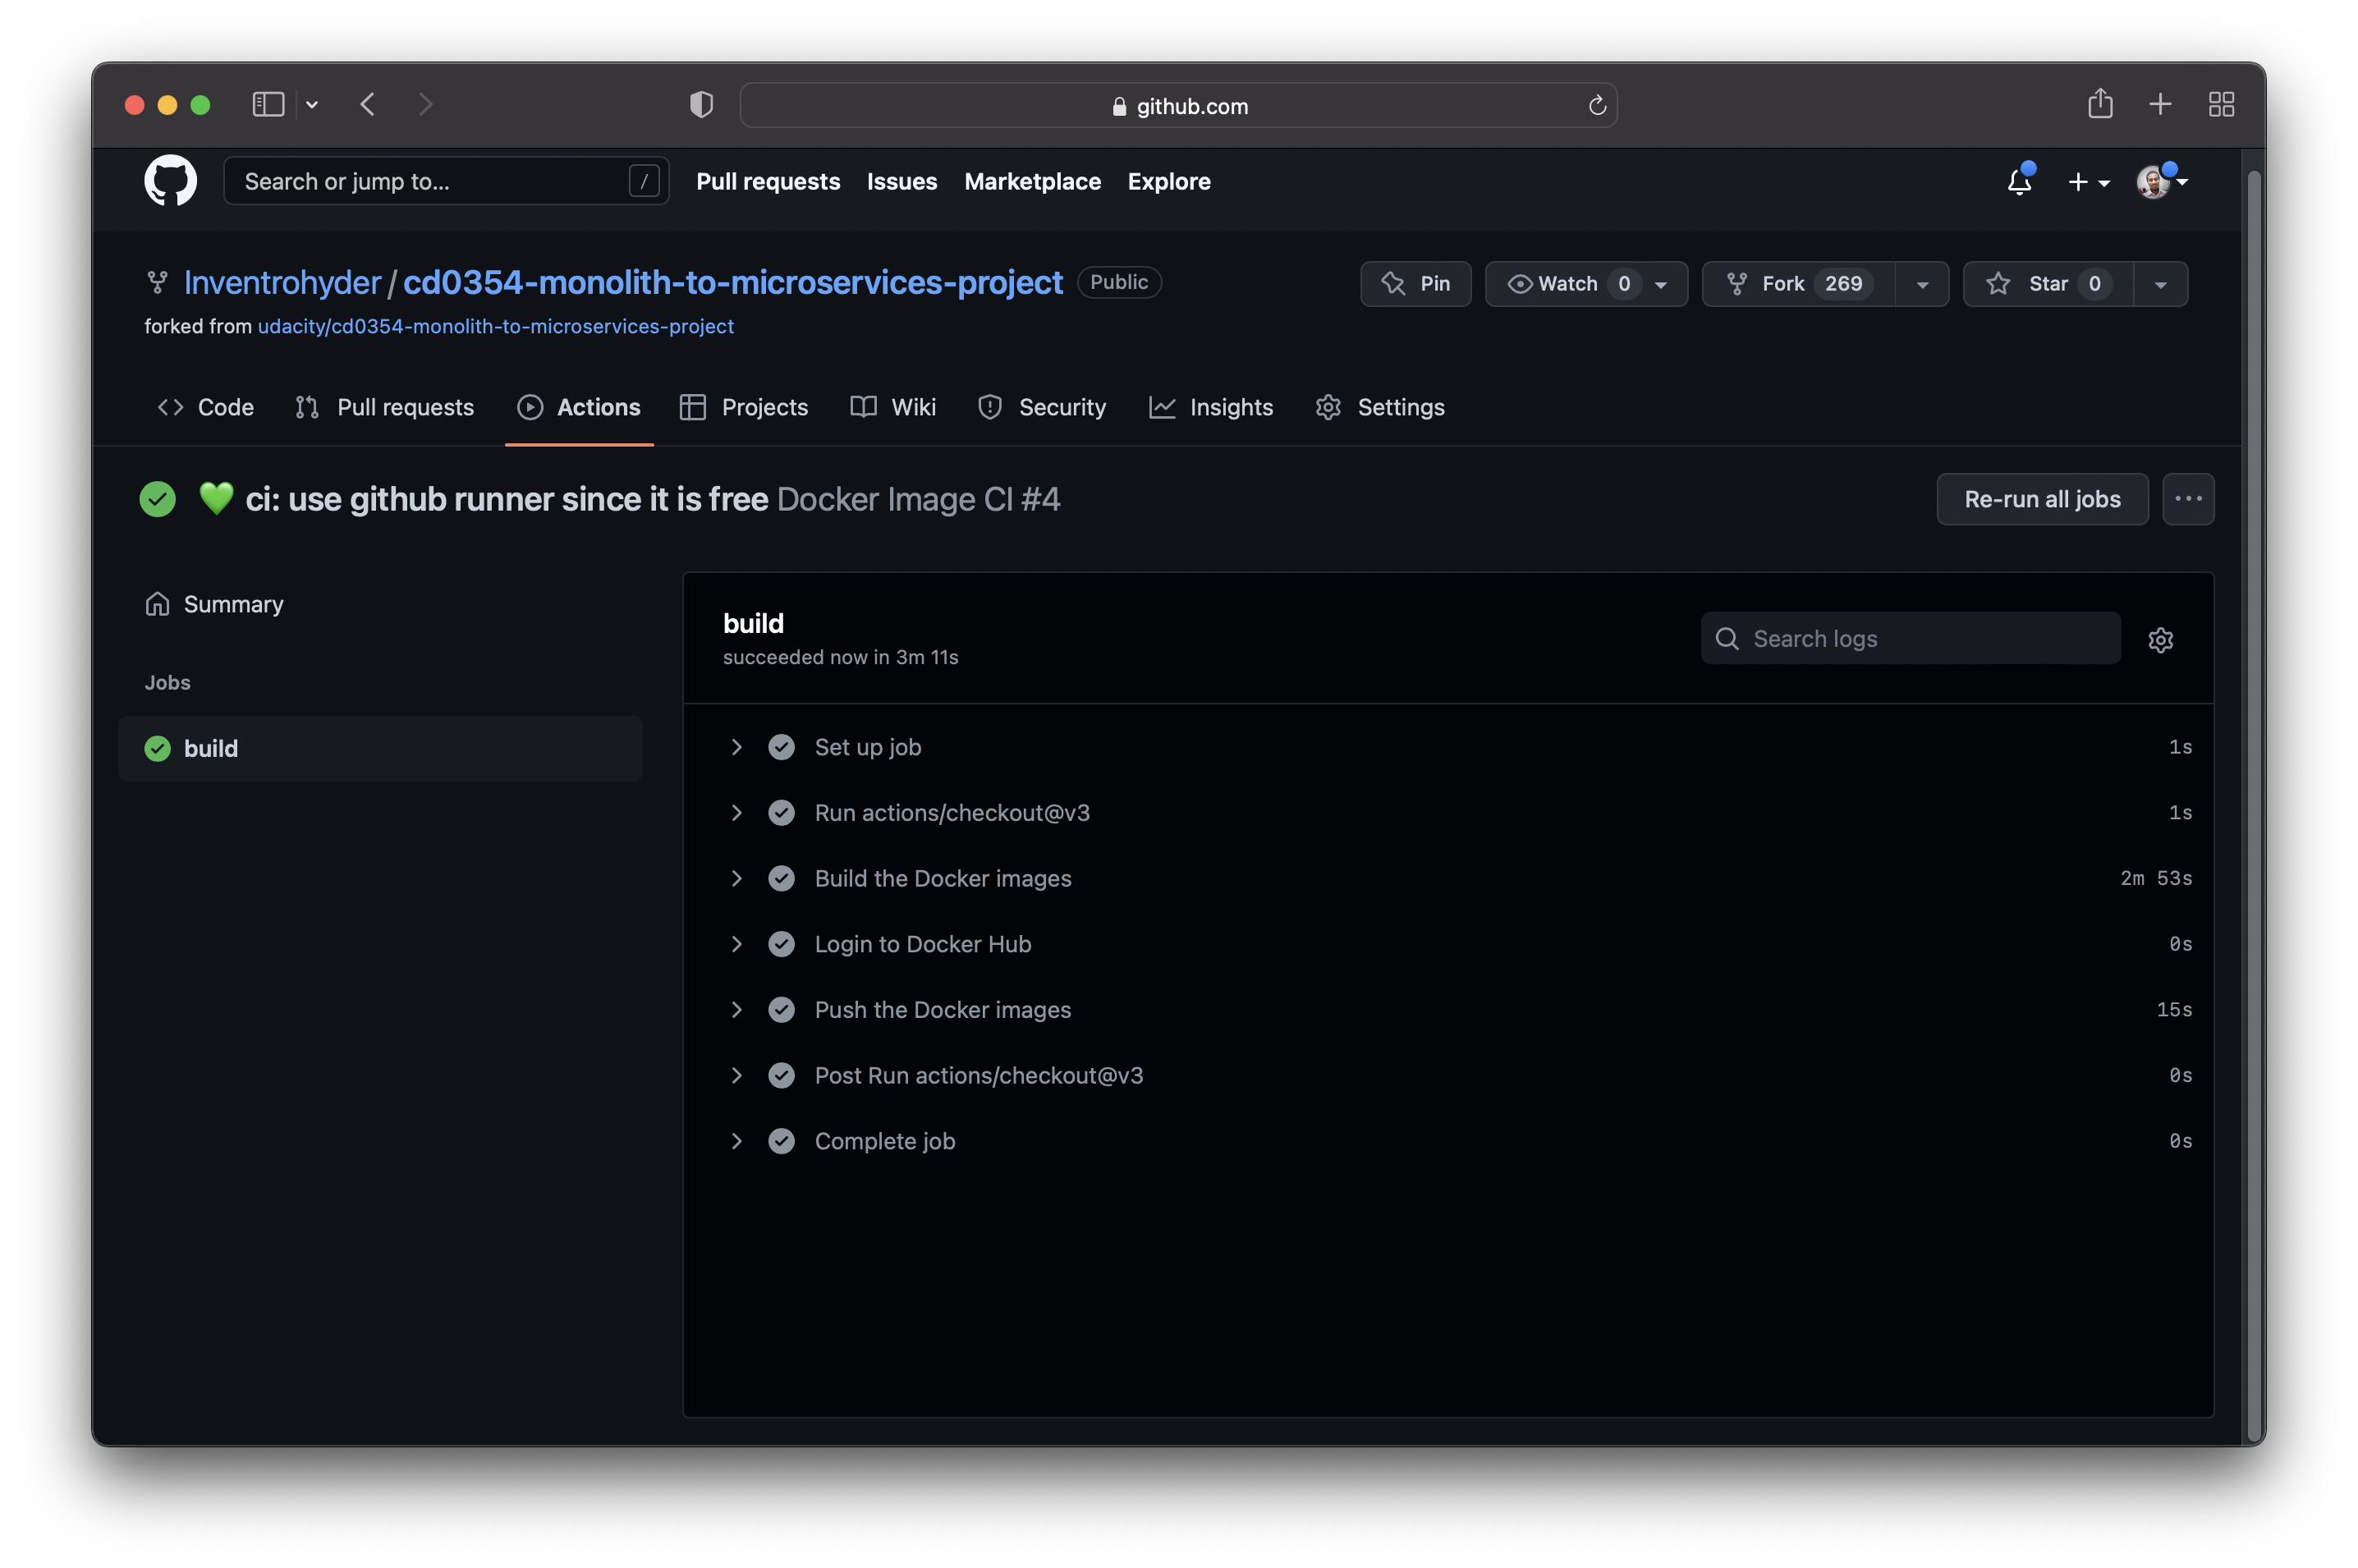 github.com
Search or jump to... / Pull requests Issues Marketplace Explore
Inventrohyder / cd0354-monolith-to-microservices-project Public Pin Watch 0 Fork 269 Star 0
forked from udacity/cd0354-monolith-to-microservices-project
Code Pull requests Actions Projects Wiki Security Insights Settings
💚 ci: use github runner since it is free Docker Image CI #4 Re-run all jobs
Summary
Jobs
build
build
succeeded now in 3m 11s
Search logs
Set up job 1s
Run actions/checkout@v3 1s
Build the Docker images 2m 53s
Login to Docker Hub 0s
Push the Docker images 15s
Post Run actions/checkout@v3 0s
Complete job 0s